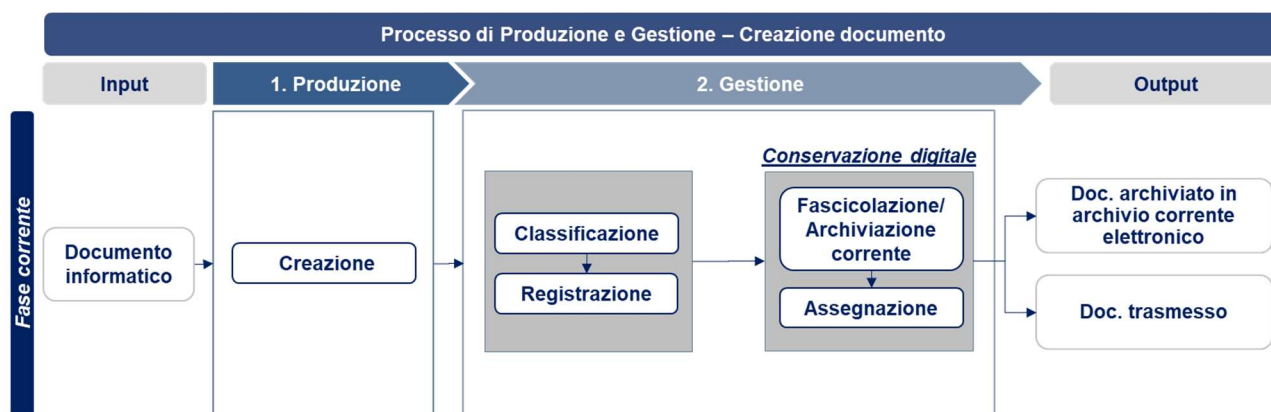 Processo di Produzione e Gestione – Creazione documento
Input
1. Produzione
2. Gestione
Output
Fase corrente
Documento
informatico
Creazione
Classificazione
Registrazione
Conservazione digitale
Fascicolazione/
Archiviazione
corrente
Assegnazione
Doc. archiviato in
archivio corrente
elettronico
Doc. trasmesso